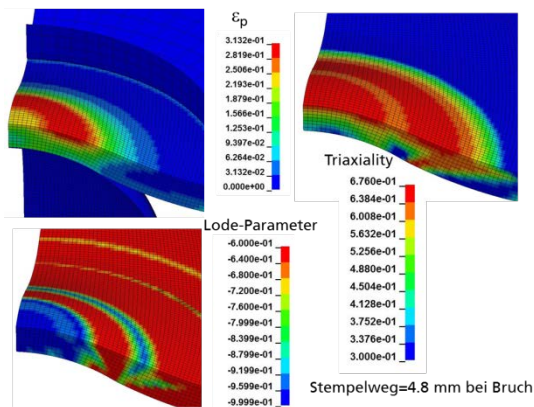 εp
3.132e-01
2.819e-01
2.506e-01
2.193e-01
1.879e-01
1.566e-01
1.253e-01
9.397e-02
6.264e-02
3.132e-02
0.000e+00
Triaxiality
6.760e-01
6.384e-01
6.008e-01
5.632e-01
5.256e-01
4.880e-01
4.504e-01
4.128e-01
3.752e-01
3.376e-01
3.000e-01
Lode-Parameter
-6.000e-01
-6.400e-01
-6.800e-01
-7.200e-01
-7.600e-01
-7.999e-01
-8.399e-01
-8.799e-01
-9.199e-01
-9.599e-01
-9.999e-01
Stempelweg=4.8 mm bei Bruch